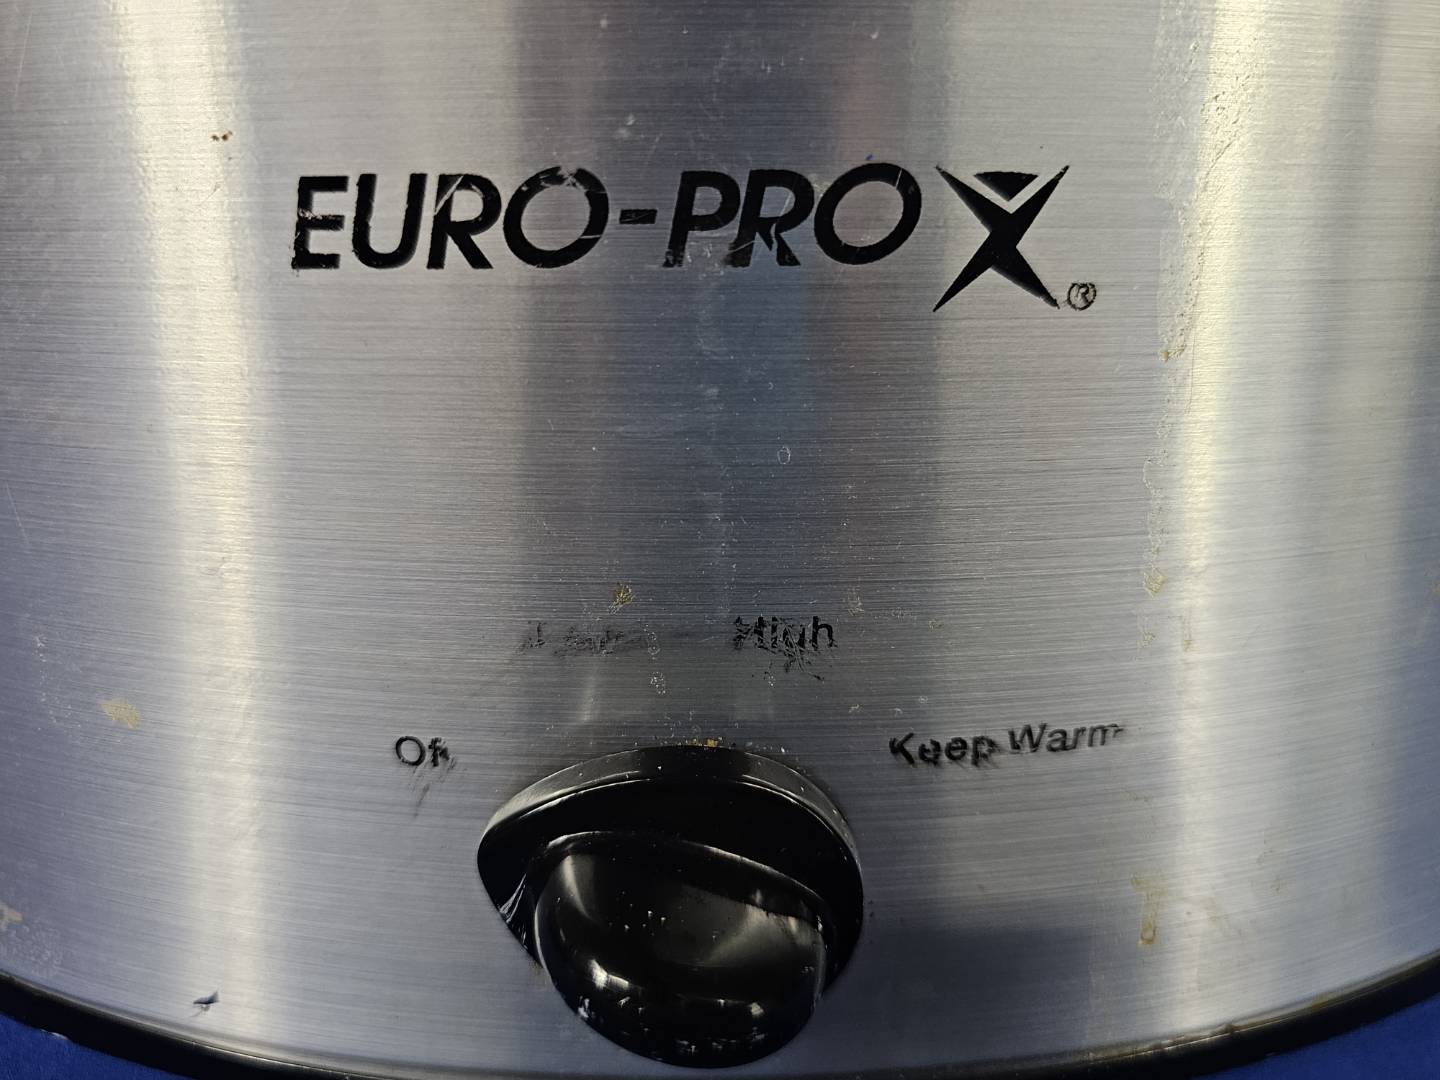 EURO-PRO X®
High
Of
Keep Warm